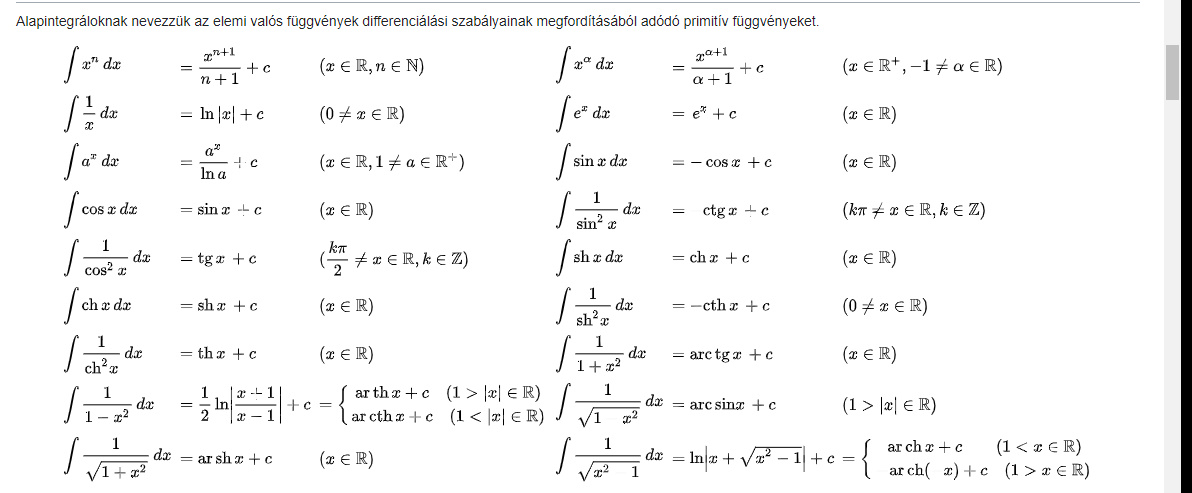 Alapintegráloknak nevezzük az elemi valós függvények differenciálási szabályainak megfordításából adódó primitív függvényeket.
∫ xⁿ dx = xⁿ⁺¹/(n+1) + c (x ∈ ℝ, n ∈ ℕ) ∫ x^α dx = x^(α+1)/(α+1) + c (x ∈ ℝ⁺, −1 ≠ α ∈ ℝ)
∫ 1/x dx = ln|x| + c (0 ≠ x ∈ ℝ) ∫ eˣ dx = eˣ + c (x ∈ ℝ)
∫ aˣ dx = aˣ/ln a + c (x ∈ ℝ, 1 ≠ a ∈ ℝ⁺) ∫ sin x dx = − cos x + c (x ∈ ℝ)
∫ cos x dx = sin x + c (x ∈ ℝ) ∫ 1/sin² x dx = ctg x + c (kπ ≠ x ∈ ℝ, k ∈ ℤ)
∫ 1/cos² x dx = tg x + c (kπ/2 ≠ x ∈ ℝ, k ∈ ℤ) ∫ sh x dx = ch x + c (x ∈ ℝ)
∫ ch x dx = sh x + c (x ∈ ℝ) ∫ 1/sh² x dx = −cth x + c (0 ≠ x ∈ ℝ)
∫ 1/ch² x dx = th x + c (x ∈ ℝ) ∫ 1/(1 + x²) dx = arc tg x + c (x ∈ ℝ)
∫ 1/(1 − x²) dx = 1/2 ln|(x + 1)/(x − 1)| + c = { ar th x + c (1 > |x| ∈ ℝ) ar cth x + c (1 < |x| ∈ ℝ) ∫ 1/√(1 x²) dx = arc sin x + c (1 > |x| ∈ ℝ)
∫ 1/√(1 + x²) dx = ar sh x + c (x ∈ ℝ) ∫ 1/√(x² 1) dx = ln|x + √(x² − 1)| + c = { ar ch x + c (1 < x ∈ ℝ) ar ch( x) + c (1 > x ∈ ℝ)